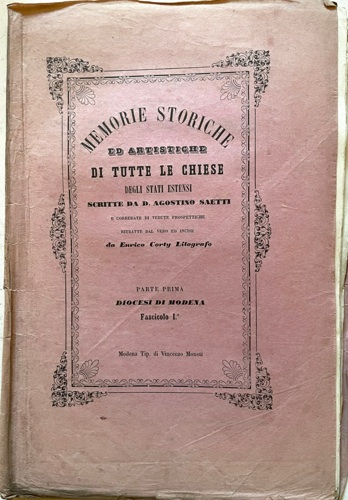 MEMORIE STORICHE
ED ARTISTICHE
DI TUTTE LE CHIESE
DEGLI STATI ESTENSI
SCRITTE DA D. AGOSTINO SAETTI
E CORREDATE DI VEDUTE PROSPETTICHE
RITRATTE DAL VERO ED INCISE
da Enrico Corty Litografo
PARTE PRIMA
DIOCESI DI MODENA
Fascicolo I.°
Modena Tip. di Vincenzo Moneti